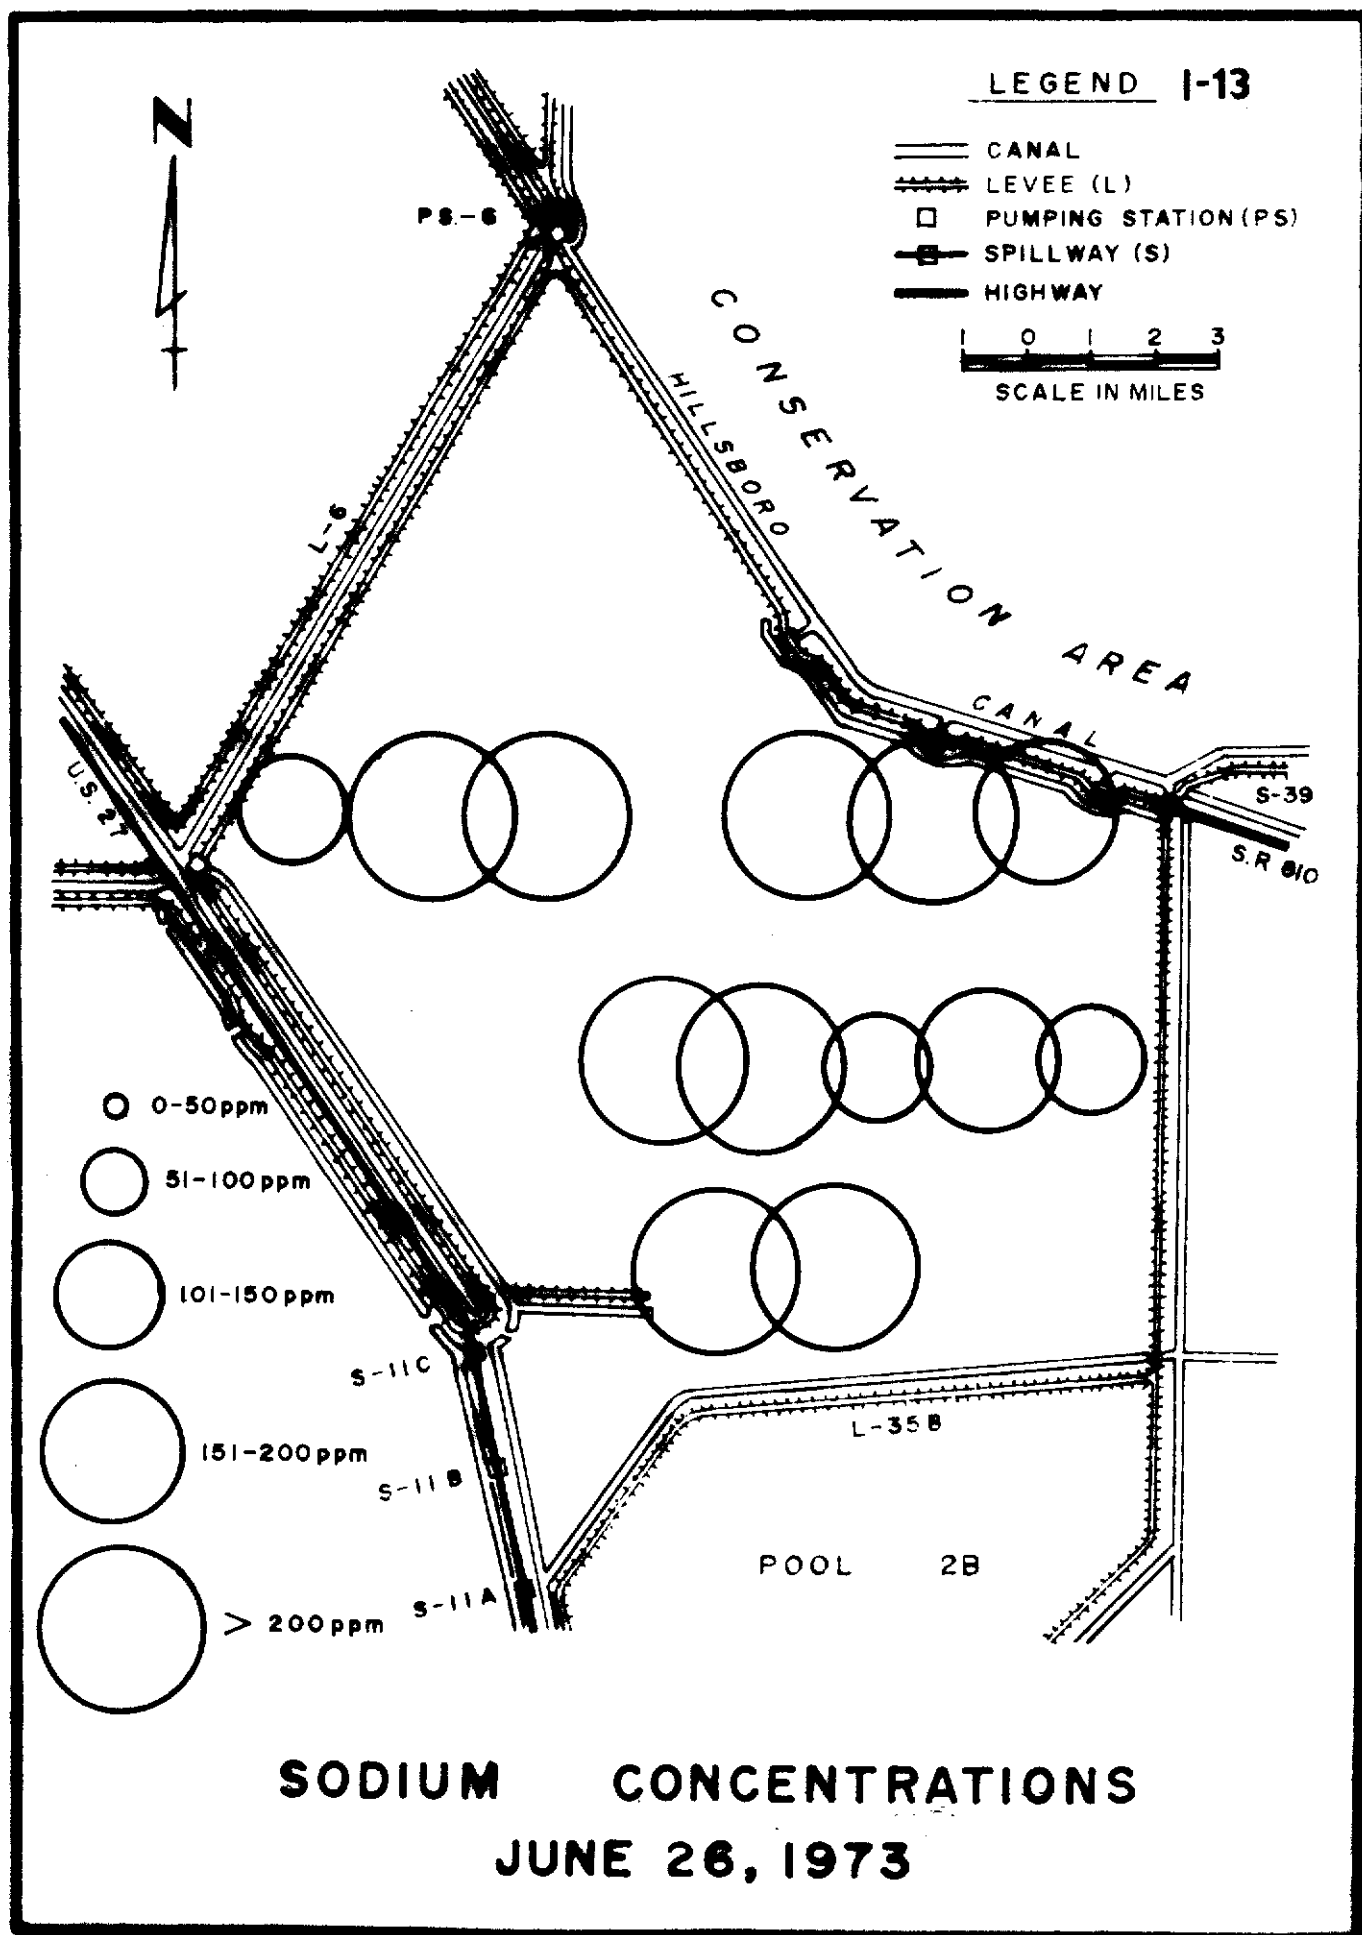 LEGEND I-13
N
CANAL
LEVEE (L)
PUMPING STATION (PS)
SPILLWAY (S)
HIGHWAY
1 0 1 2 3
SCALE IN MILES
PS.-6
CONSERVATION AREA
HILLSBORO CANAL
L-6
U.S. 27
S-39
S.R 810
0-50ppm
51-100ppm
101-150ppm
151-200ppm
> 200ppm
S-11C
S-11B
S-11A
L-35B
POOL 2B
SODIUM CONCENTRATIONS
JUNE 26, 1973